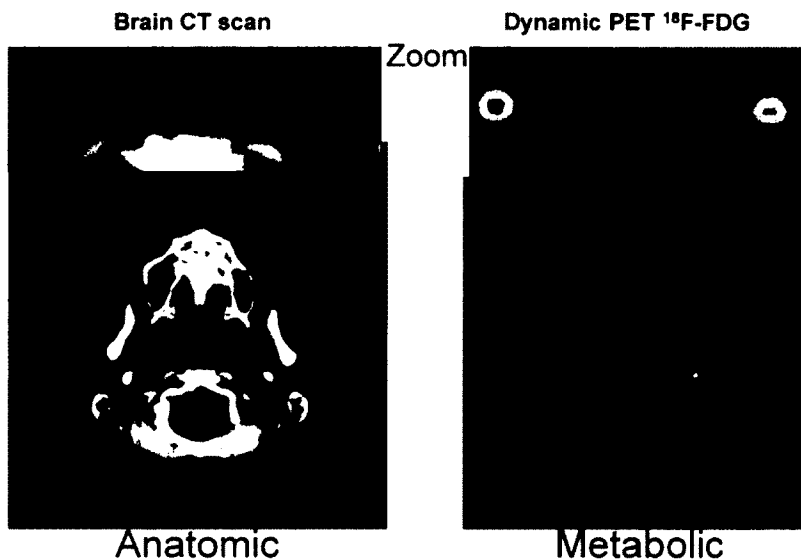 Brain CT scan
Dynamic PET ¹⁸F-FDG
Zoom
Anatomic
Metabolic